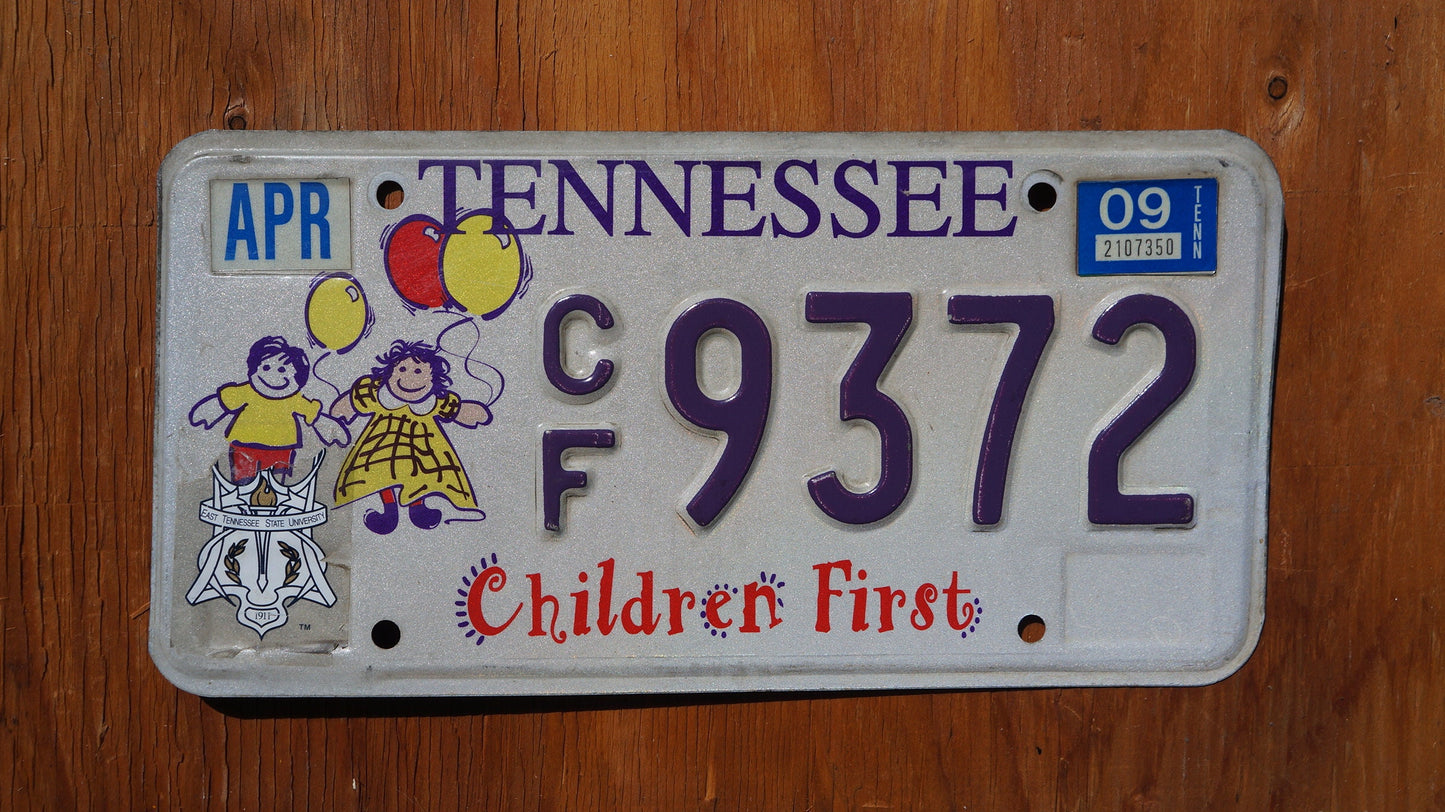 TENNESSEE
APR
09
2107350
TENN
CF 9372
EAST TENNESSEE STATE UNIVERSITY
1911
TM
Children First